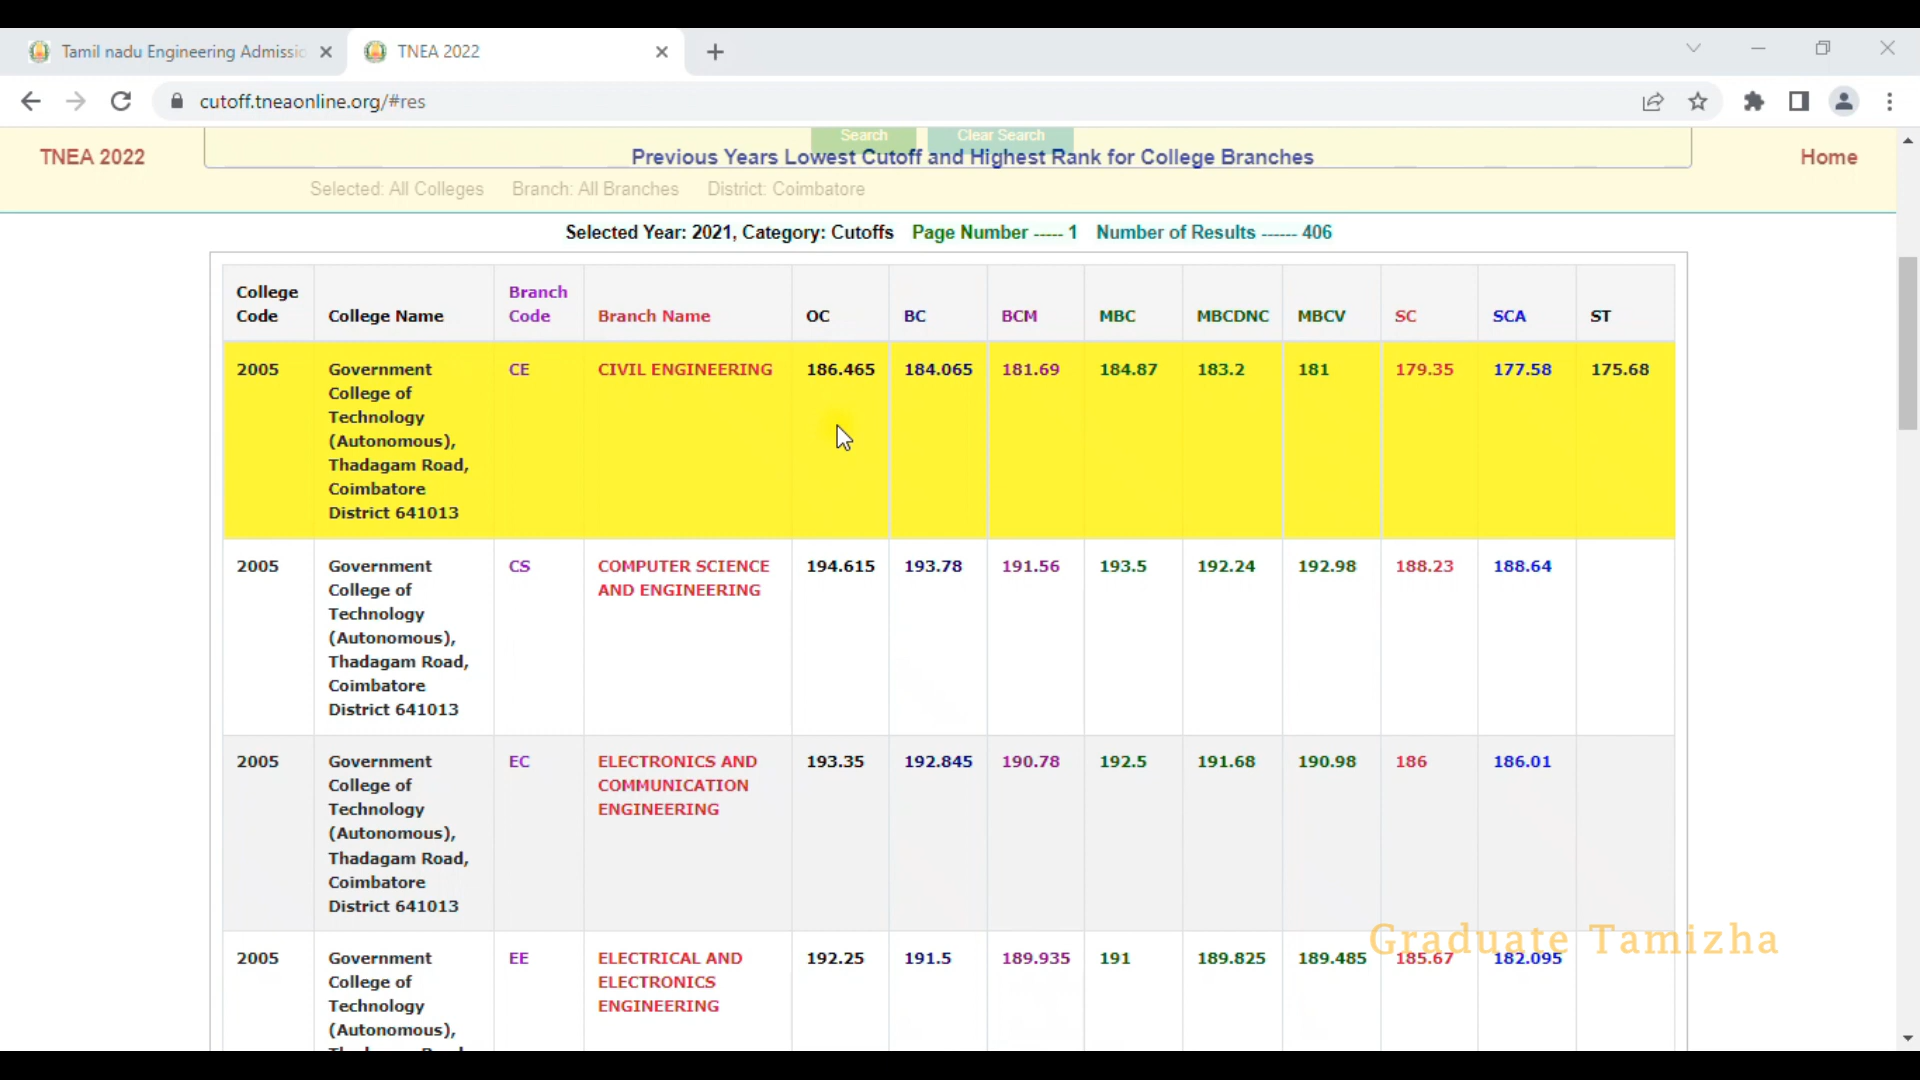 Tamil nadu Engineering Admissio
TNEA 2022
cutoff.tneaonline.org/#res
Search
Clear Search
TNEA 2022
Previous Years Lowest Cutoff and Highest Rank for College Branches
Home
Selected: All Colleges Branch: All Branches District: Coimbatore
Selected Year: 2021, Category: Cutoffs Page Number ----- 1 Number of Results ------ 406
College Code College Name Branch Code Branch Name OC BC BCM MBC MBCDNC MBCV SC SCA ST
2005 Government CE CIVIL ENGINEERING 186.465 184.065 181.69 184.87 183.2 181 179.35 177.58 175.68
College of
Technology
(Autonomous),
Thadagam Road,
Coimbatore
District 641013
2005 Government CS COMPUTER SCIENCE 194.615 193.78 191.56 193.5 192.24 192.98 188.23 188.64
College of AND ENGINEERING
Technology
(Autonomous),
Thadagam Road,
Coimbatore
District 641013
2005 Government EC ELECTRONICS AND 193.35 192.845 190.78 192.5 191.68 190.98 186 186.01
College of COMMUNICATION
Technology ENGINEERING
(Autonomous),
Thadagam Road,
Coimbatore
District 641013
Graduate Tamizha
2005 Government EE ELECTRICAL AND 192.25 191.5 189.935 191 189.825 189.485 185.67 182.095
College of ELECTRONICS
Technology ENGINEERING
(Autonomous),